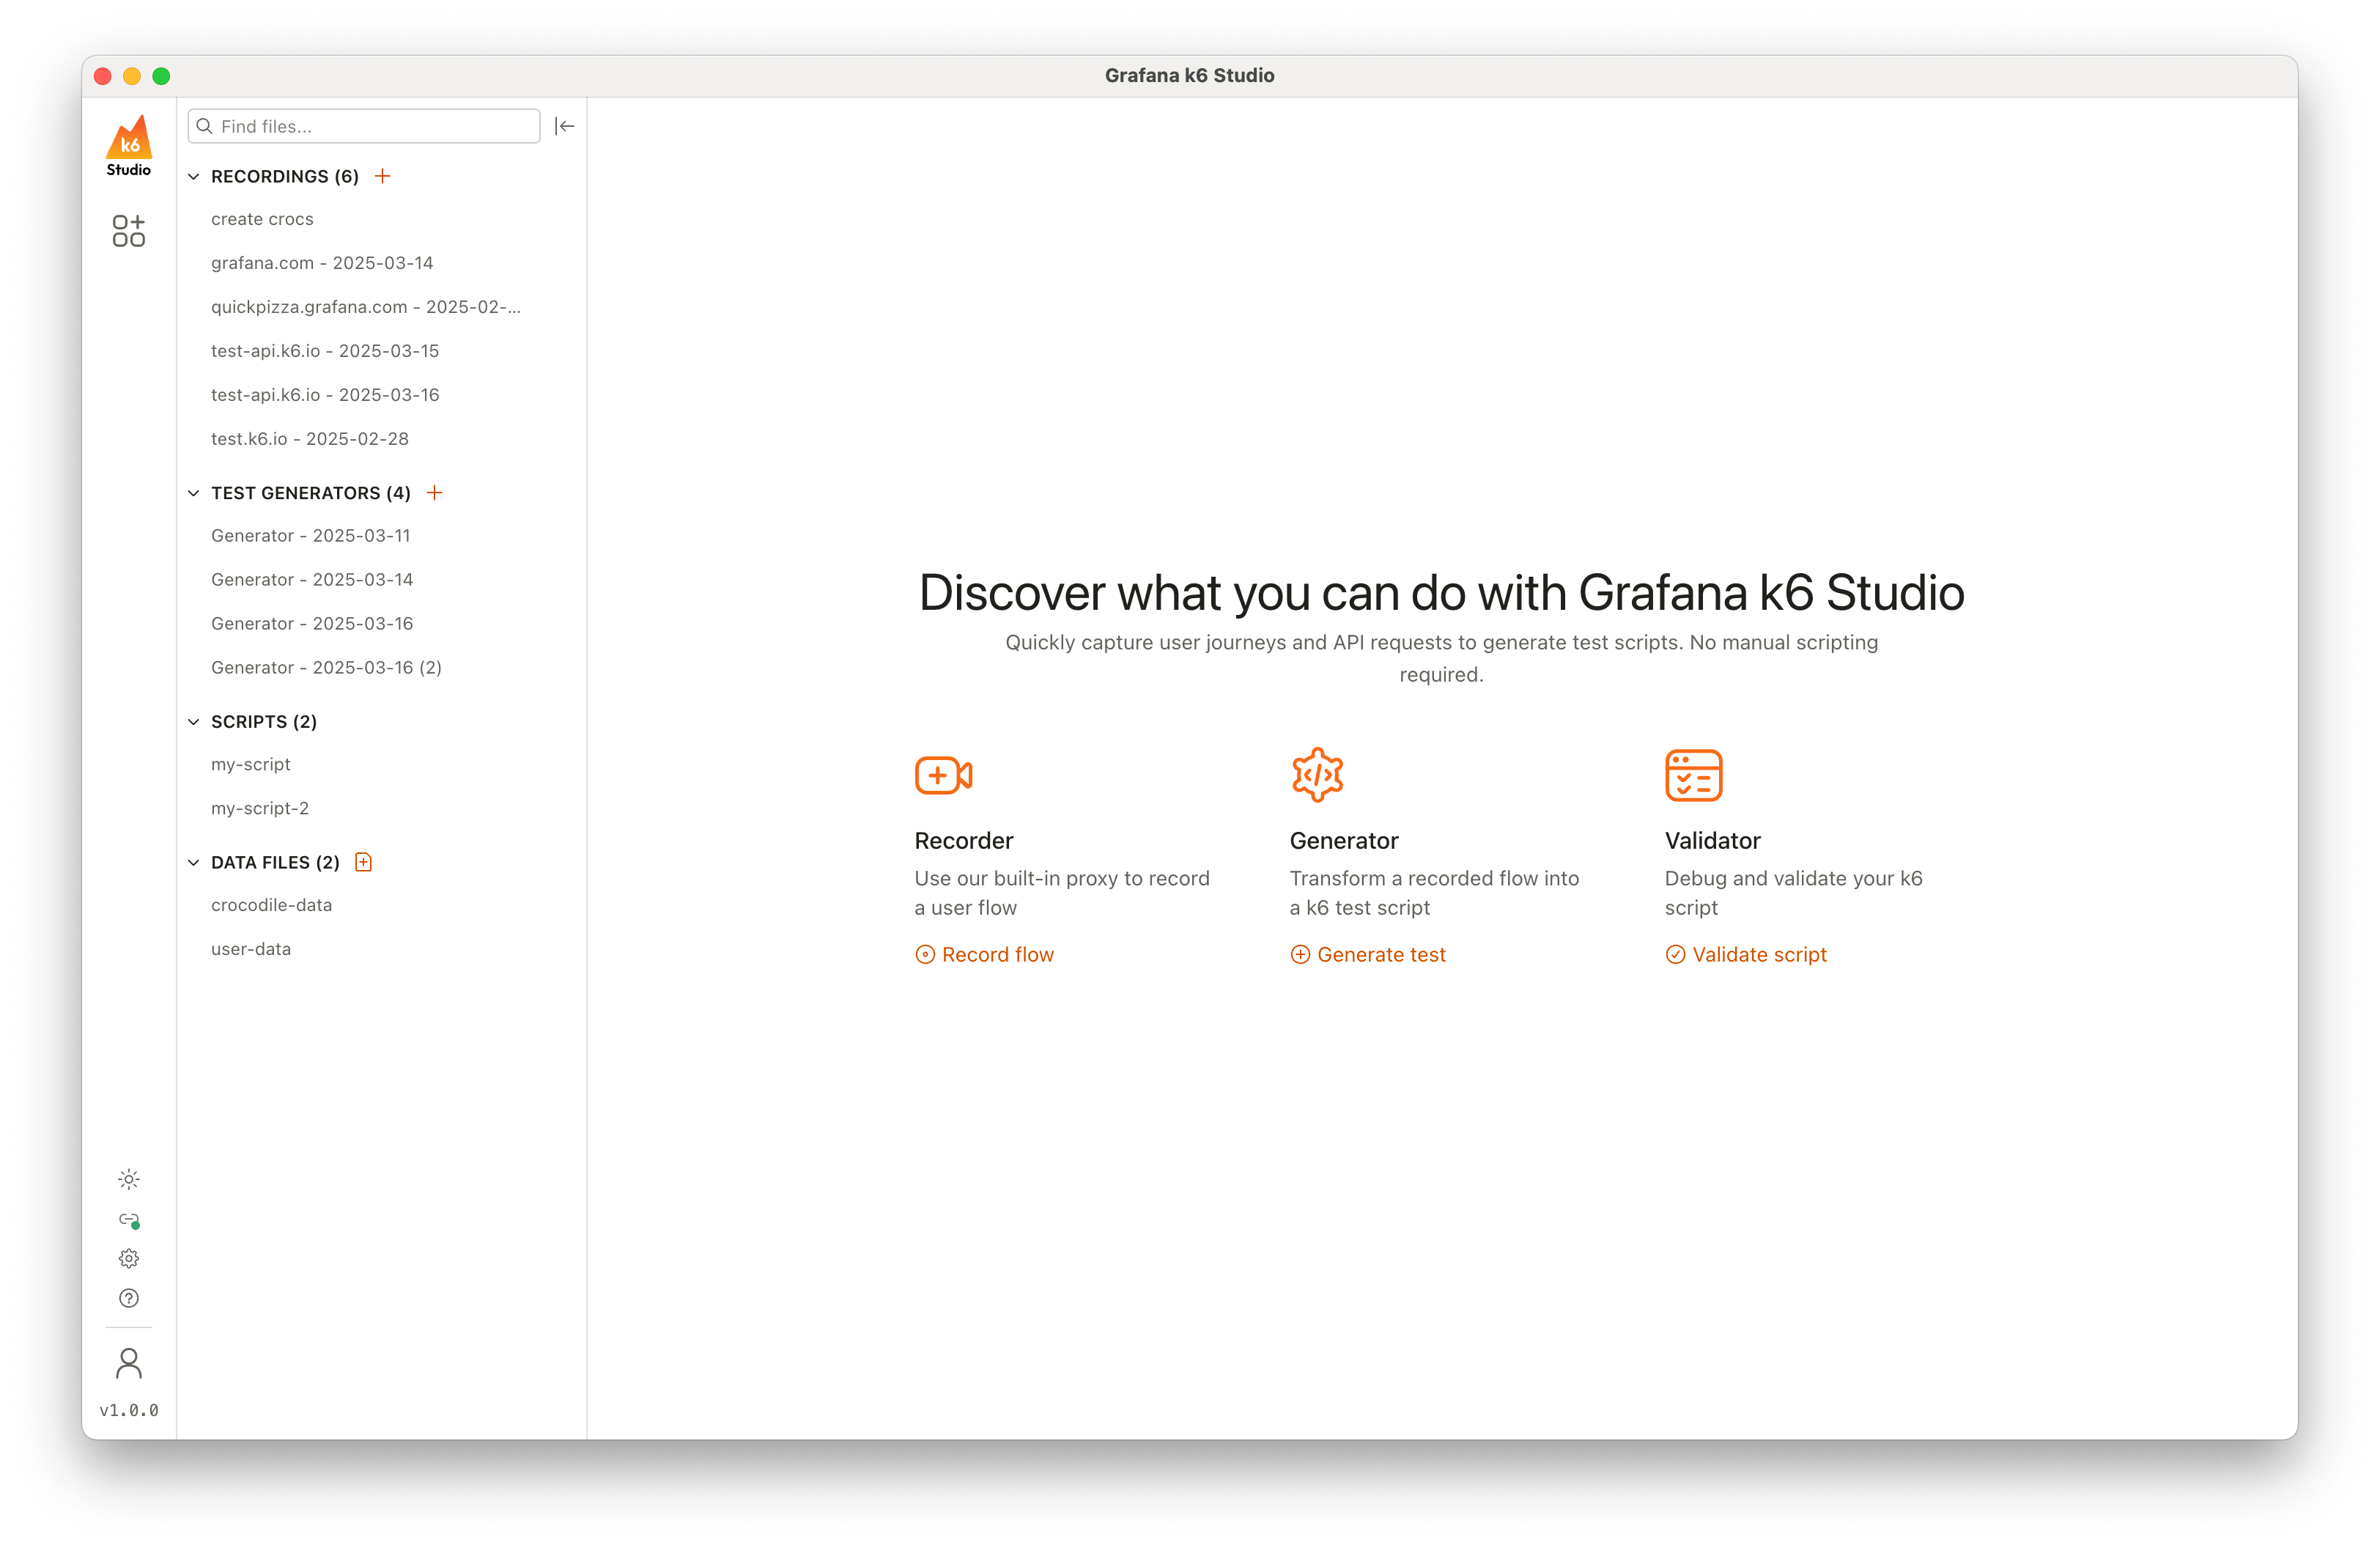 Grafana k6 Studio
k6
Studio
Find files...
RECORDINGS (6)
create crocs
grafana.com - 2025-03-14
quickpizza.grafana.com - 2025-02-...
test-api.k6.io - 2025-03-15
test-api.k6.io - 2025-03-16
test.k6.io - 2025-02-28
TEST GENERATORS (4)
Generator - 2025-03-11
Generator - 2025-03-14
Generator - 2025-03-16
Generator - 2025-03-16 (2)
SCRIPTS (2)
my-script
my-script-2
DATA FILES (2)
crocodile-data
user-data
v1.0.0
Discover what you can do with Grafana k6 Studio
Quickly capture user journeys and API requests to generate test scripts. No manual scripting
required.
Recorder
Use our built-in proxy to record
a user flow
Record flow
Generator
Transform a recorded flow into
a k6 test script
Generate test
Validator
Debug and validate your k6
script
Validate script